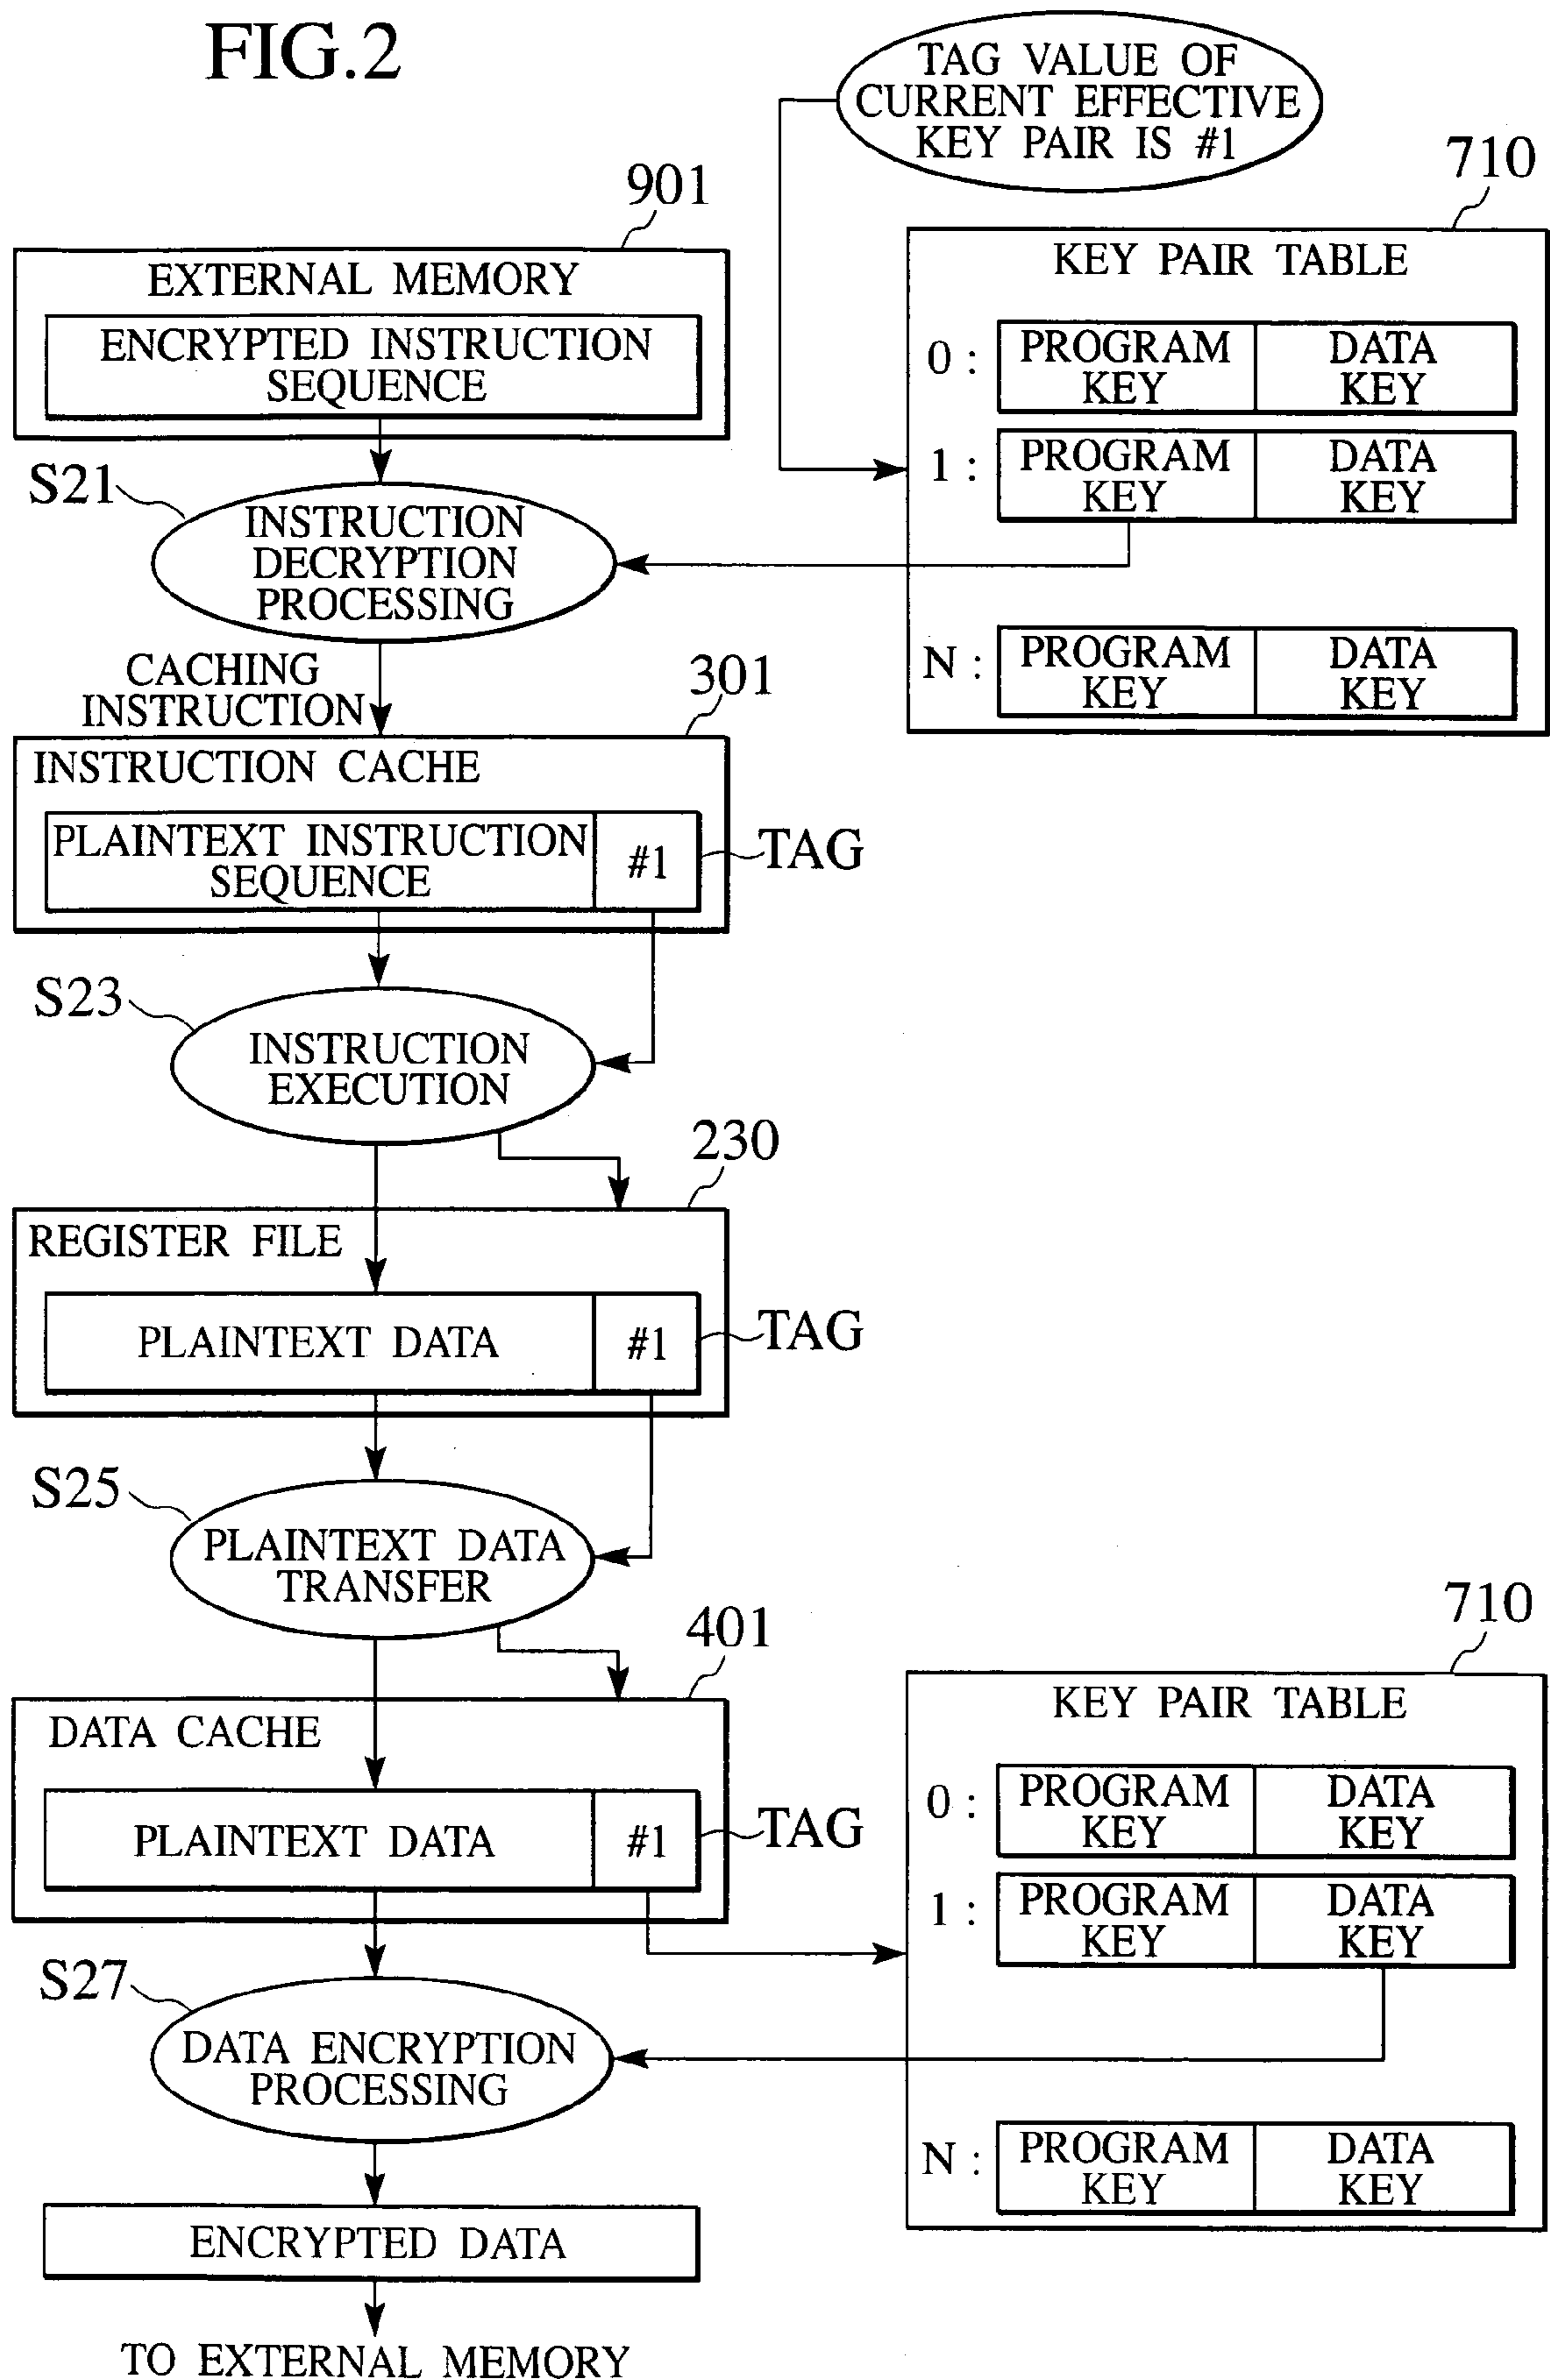 FIG.2
TAG VALUE OF
CURRENT EFFECTIVE
KEY PAIR IS #1
901
710
EXTERNAL MEMORY
ENCRYPTED INSTRUCTION
SEQUENCE
KEY PAIR TABLE
0 : PROGRAM KEY DATA KEY
1 : PROGRAM KEY DATA KEY
N : PROGRAM KEY DATA KEY
S21
INSTRUCTION
DECRYPTION
PROCESSING
CACHING
INSTRUCTION
301
INSTRUCTION CACHE
PLAINTEXT INSTRUCTION
SEQUENCE
#1
TAG
S23
INSTRUCTION
EXECUTION
230
REGISTER FILE
PLAINTEXT DATA
#1
TAG
S25
PLAINTEXT DATA
TRANSFER
401
DATA CACHE
PLAINTEXT DATA
#1
TAG
710
KEY PAIR TABLE
0 : PROGRAM KEY DATA KEY
1 : PROGRAM KEY DATA KEY
N : PROGRAM KEY DATA KEY
S27
DATA ENCRYPTION
PROCESSING
ENCRYPTED DATA
TO EXTERNAL MEMORY